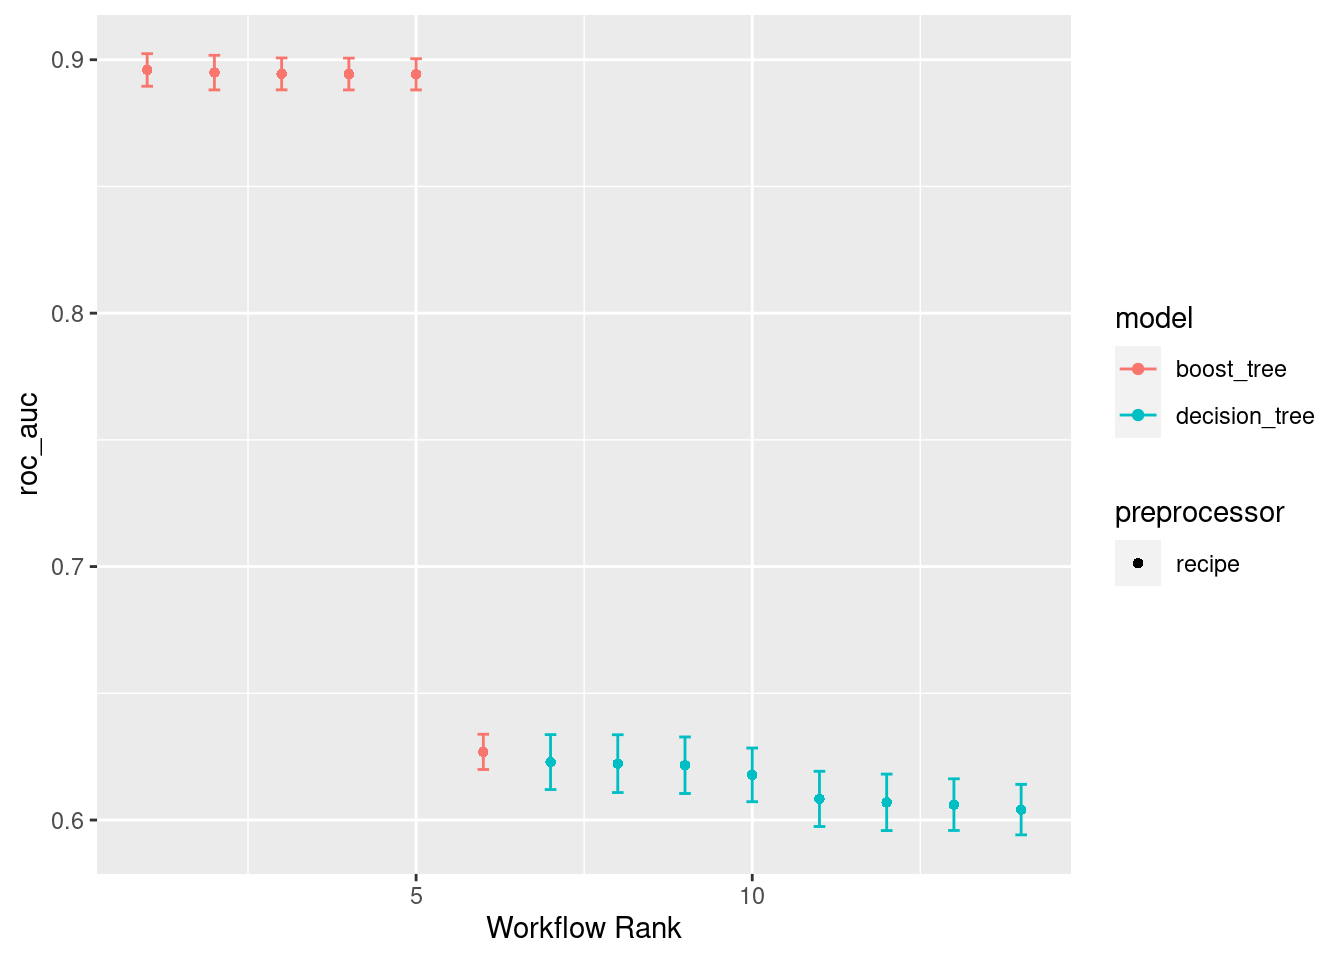 0.9
0.8
0.7
0.6
roc_auc
5
10
Workflow Rank
model
boost_tree
decision_tree
preprocessor
recipe